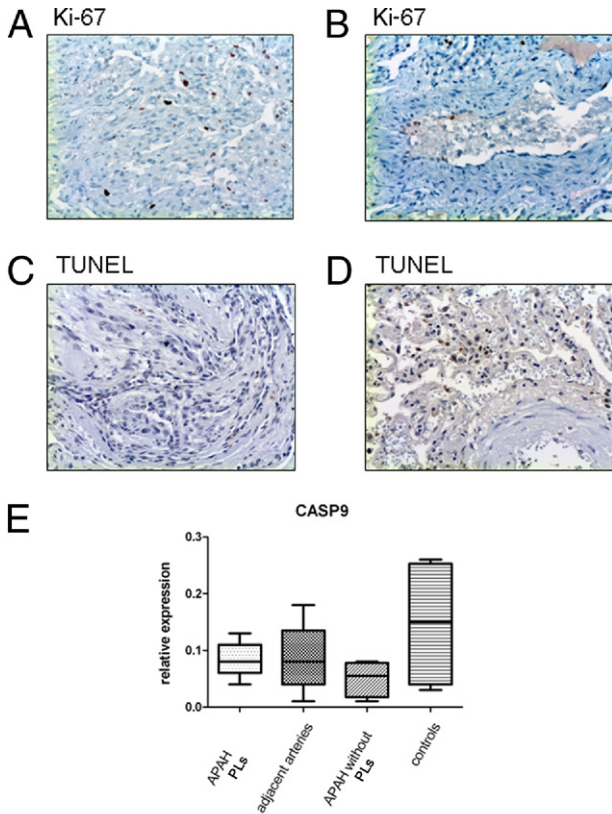 A Ki-67
B Ki-67
C TUNEL
D TUNEL
E
CASP9
relative expression
0.3
0.2
0.1
0.0
APAH PLs
adjacent arteries
APAH without PLs
controls